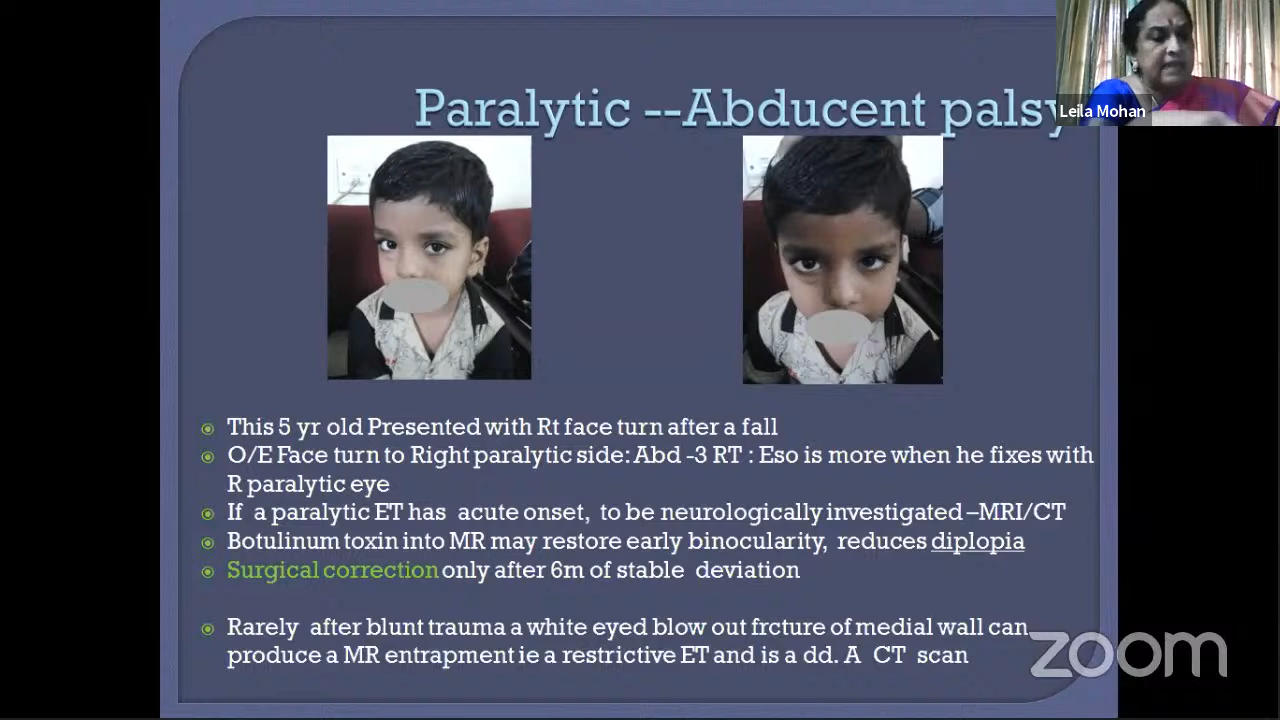 Paralytic --Abducent palsy
Leila Mohan
This 5 yr old Presented with Rt face turn after a fall
O/E Face turn to Right paralytic side: Abd -3 RT : Eso is more when he fixes with
R paralytic eye
If a paralytic ET has acute onset, to be neurologically investigated –MRI/CT
Botulinum toxin into MR may restore early binocularity, reduces diplopia
Surgical correction only after 6m of stable deviation
Rarely after blunt trauma a white eyed blow out frcture of medial wall can
produce a MR entrapment ie a restrictive ET and is a dd. A CT scan
zoom